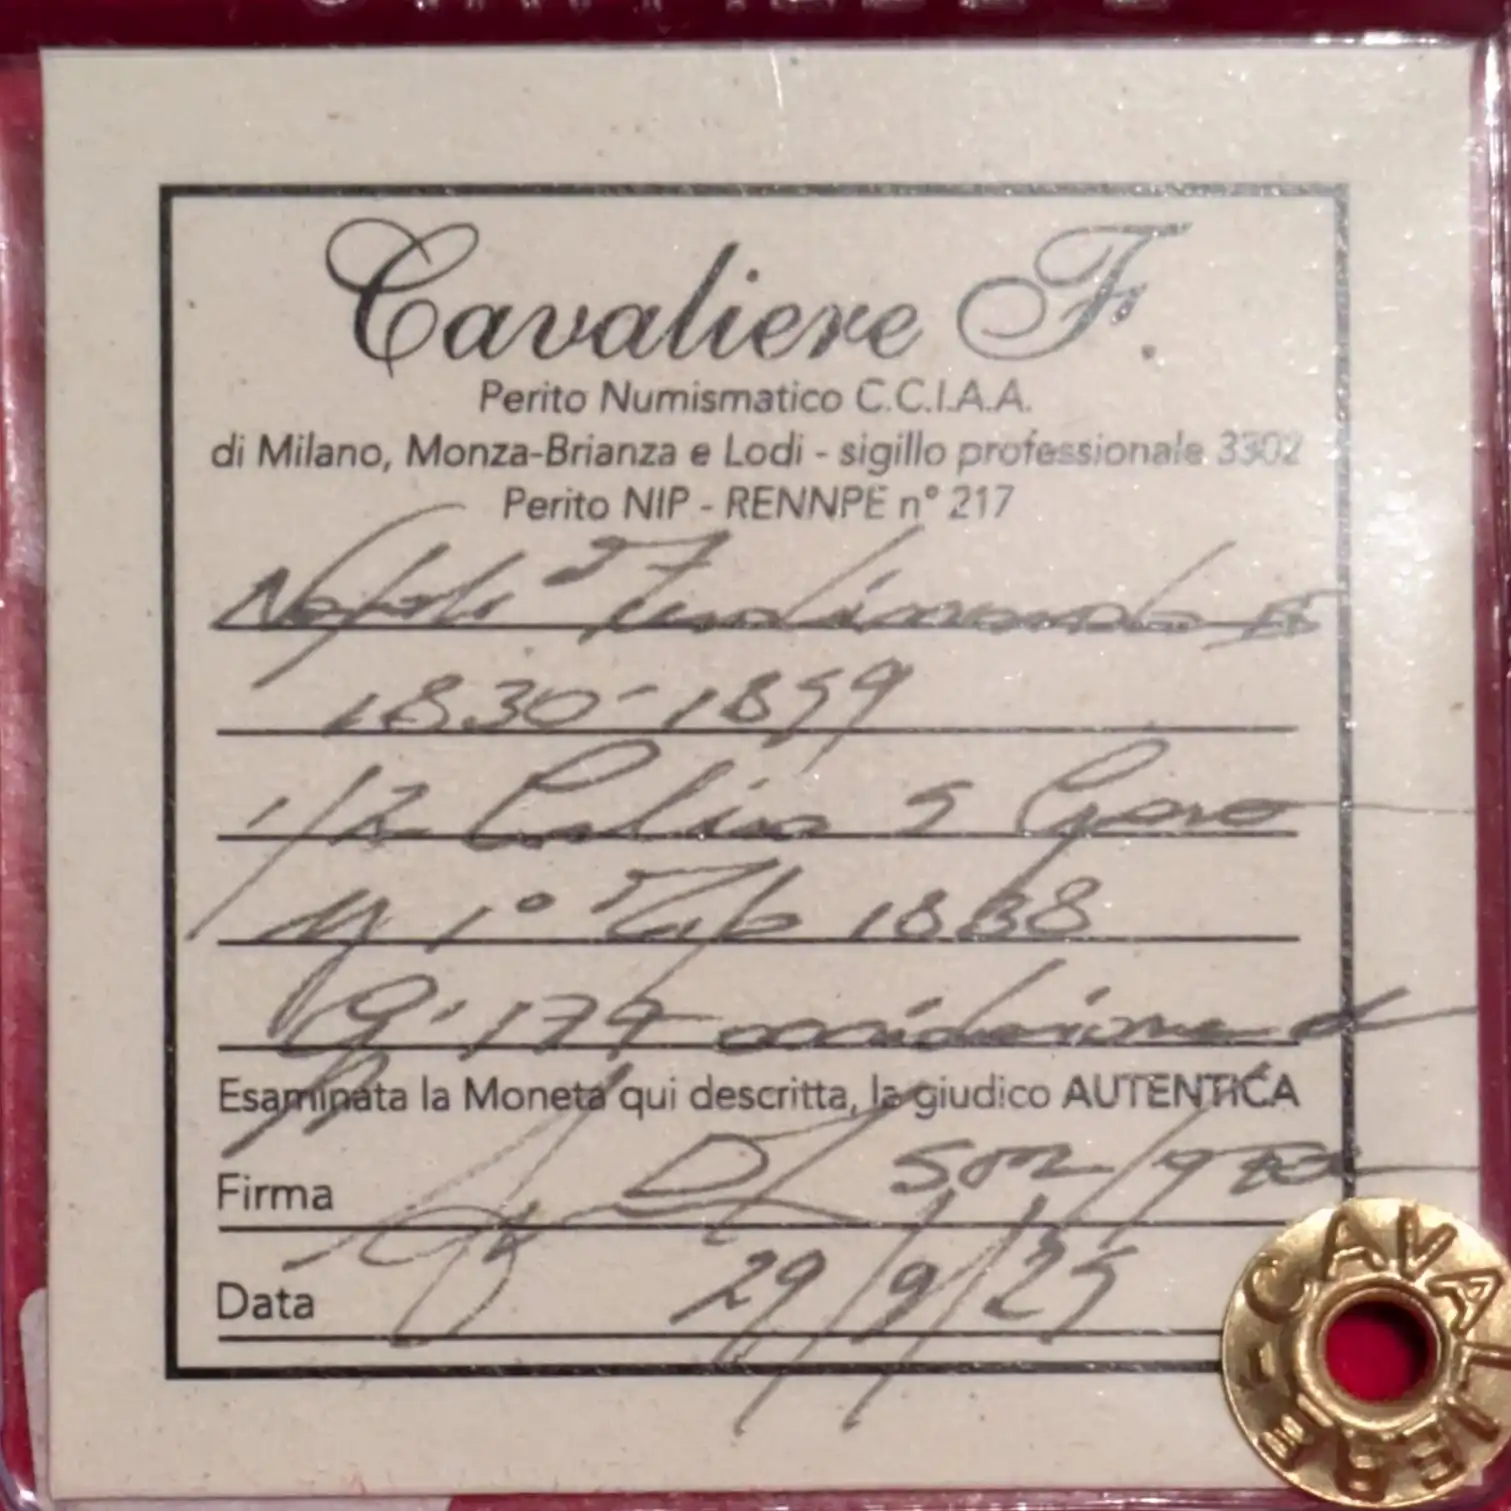 Cavaliere F.
Perito Numismatico C.C.I.A.A.
di Milano, Monza-Brianza e Lodi - sigillo professionale 3302
Perito NIP - RENNPE n° 217
Napoli Ferdinando II
1830-1859
1/2 5
1° Tipo 1838
G. 179
Esaminata la Moneta qui descritta, la giudico AUTENTICA
Firma
Data 29/9/25
CAVALIERE F.